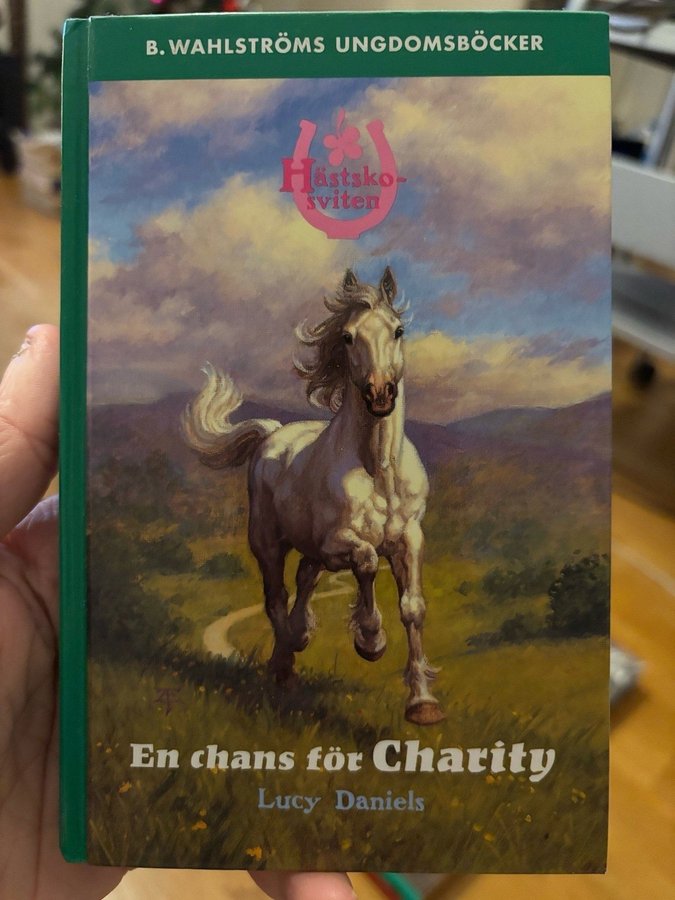 B. WAHLSTRÖMS UNGDOMSBÖCKER
Hästsko-
sviten
En chans för Charity
Lucy Daniels